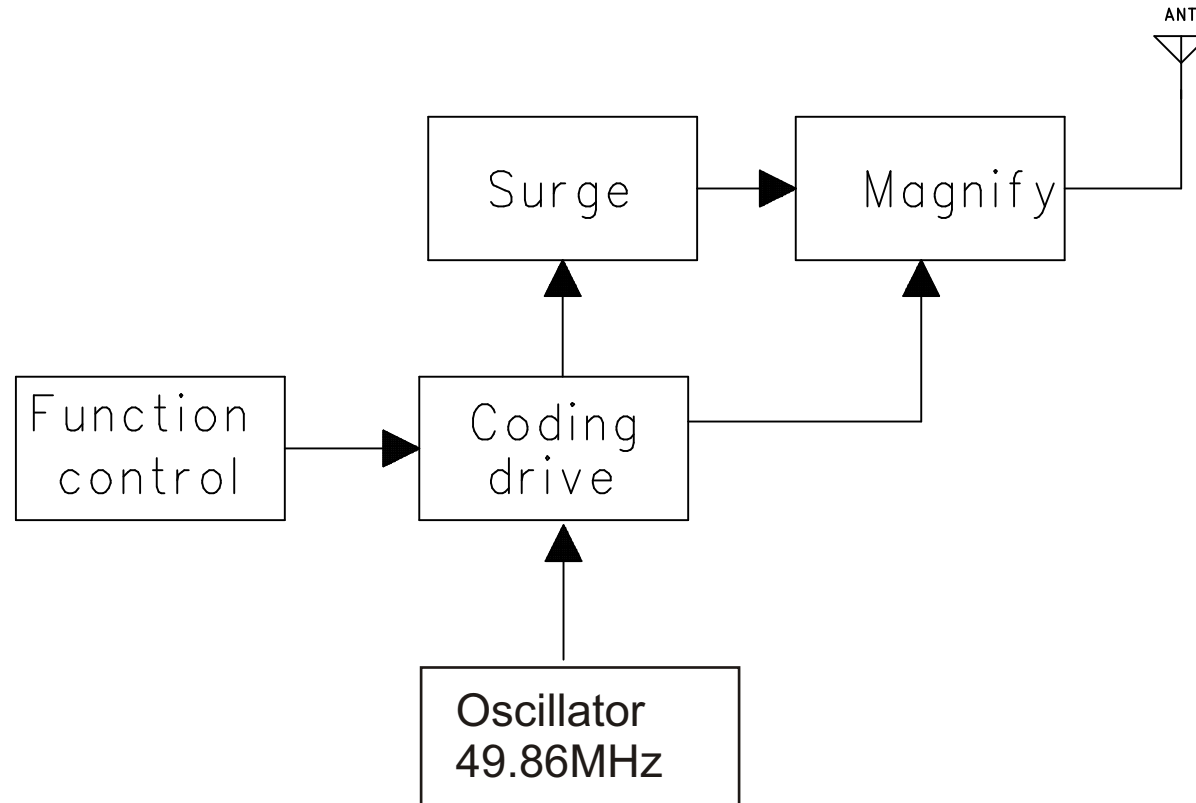 ANT
Surge
Magnify
Function
control
Coding
drive
Oscillator
49.86MHz